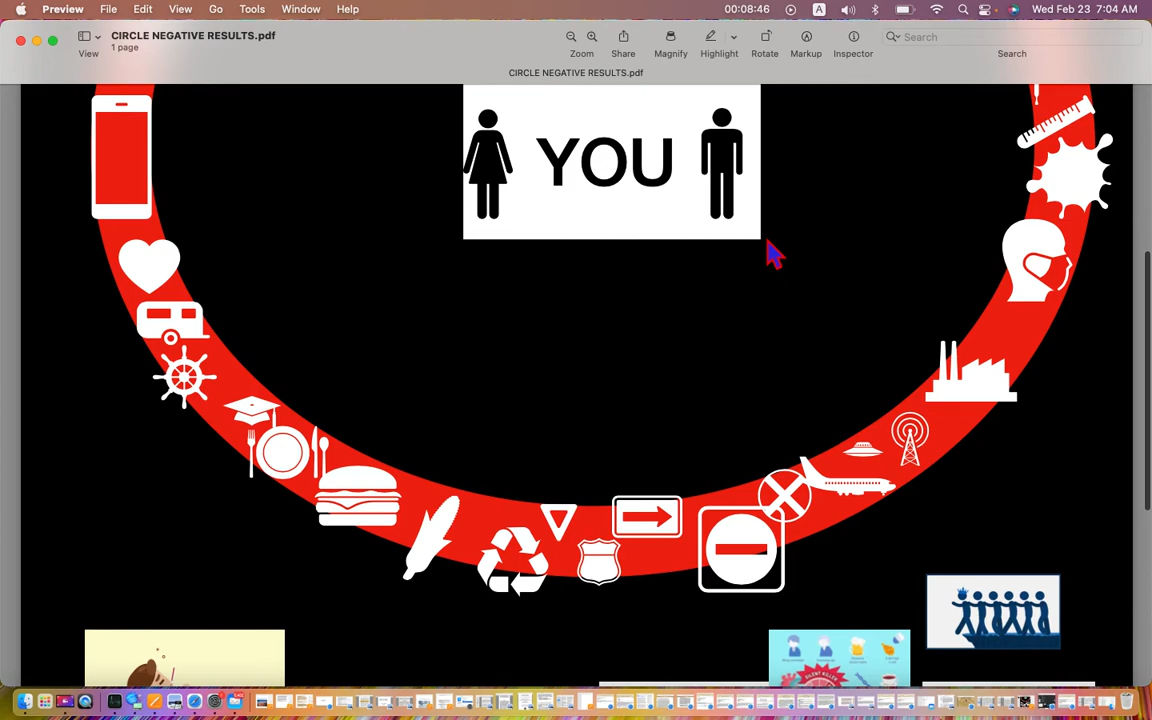 Preview File Edit View Go Tools Window Help 00:08:46 A Wed Feb 23 7:04 AM
CIRCLE NEGATIVE RESULTS.pdf
1 page
View Zoom Share Magnify Highlight Rotate Markup Inspector Search
Search
CIRCLE NEGATIVE RESULTS.pdf
YOU
SILENT KILLER